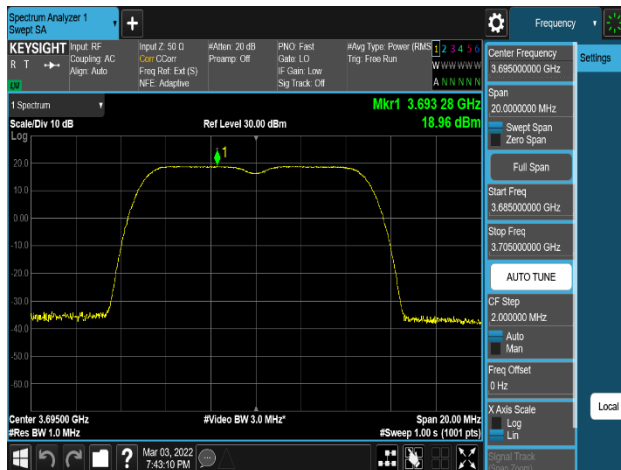 Spectrum Analyzer 1
Swept SA
Frequency
KEYSIGHT
R T
Input: RF
Coupling: AC
Align: Auto
Input Z: 50 Ω
Corr CCorr
Freq Ref: Ext (S)
NFE: Adaptive
#Atten: 20 dB
Preamp: Off
PNO: Fast
Gate: LO
IF Gain: Low
Sig Track: Off
#Avg Type: Power (RMS
Trig: Free Run
1 2 3 4 5 6
W W W W W W
A N N N N N
1 Spectrum
Scale/Div 10 dB
Log
Ref Level 30.00 dBm
Mkr1 3.693 28 GHz
18.96 dBm
1
20.0
10.0
0.00
-10.0
-20.0
-30.0
-40.0
-50.0
-60.0
Center 3.69500 GHz
#Res BW 1.0 MHz
#Video BW 3.0 MHz*
Span 20.00 MHz
#Sweep 1.00 s (1001 pts)
Mar 03, 2022
7:43:10 PM
Center Frequency
3.695000000 GHz
Settings
Span
20.0000000 MHz
Swept Span
Zero Span
Full Span
Start Freq
3.685000000 GHz
Stop Freq
3.705000000 GHz
AUTO TUNE
CF Step
2.000000 MHz
Auto
Man
Freq Offset
0 Hz
X Axis Scale
Log
Lin
Local
Signal Track
(Span Zoom)